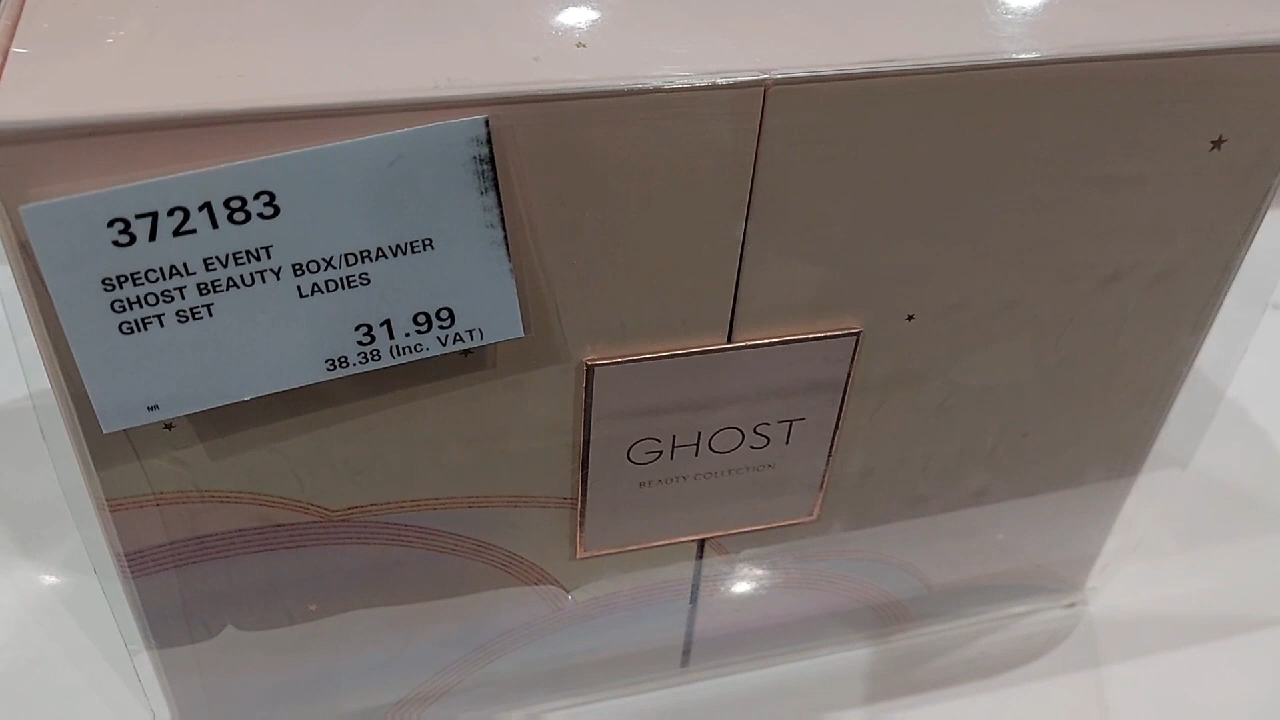 372183
SPECIAL EVENT
GHOST BEAUTY BOX/DRAWER
GIFT SET LADIES
31.99
38.38 (Inc. VAT)
NR
GHOST
BEAUTY COLLECTION